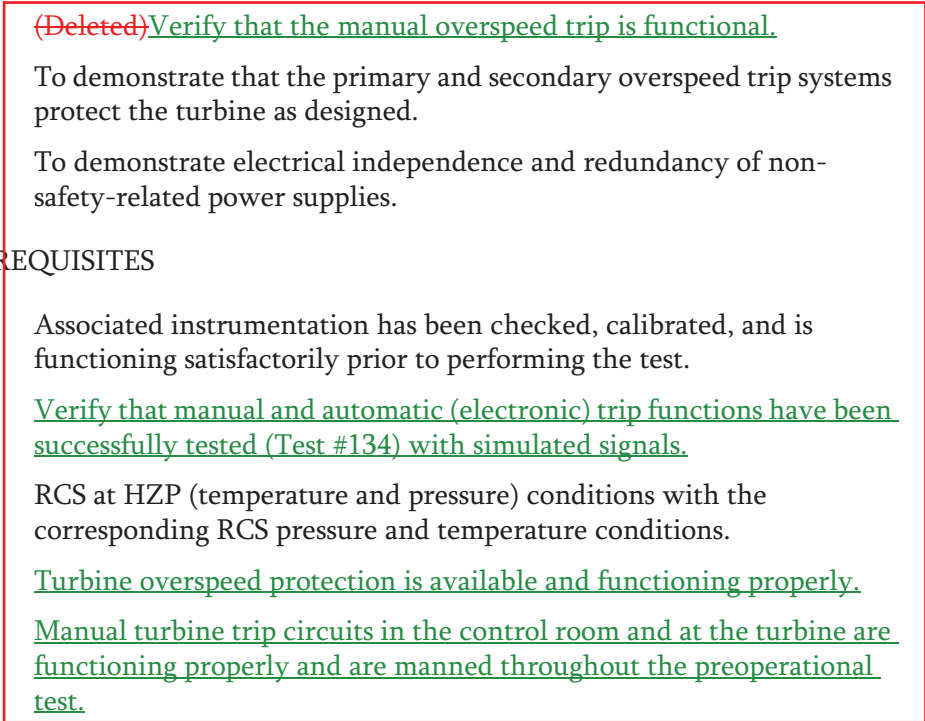 (Deleted)Verify that the manual overspeed trip is functional.
To demonstrate that the primary and secondary overspeed trip systems
protect the turbine as designed.
To demonstrate electrical independence and redundancy of non-
safety-related power supplies.
REQUISITES
Associated instrumentation has been checked, calibrated, and is
functioning satisfactorily prior to performing the test.
Verify that manual and automatic (electronic) trip functions have been
successfully tested (Test #134) with simulated signals.
RCS at HZP (temperature and pressure) conditions with the
corresponding RCS pressure and temperature conditions.
Turbine overspeed protection is available and functioning properly.
Manual turbine trip circuits in the control room and at the turbine are
functioning properly and are manned throughout the preoperational
test.